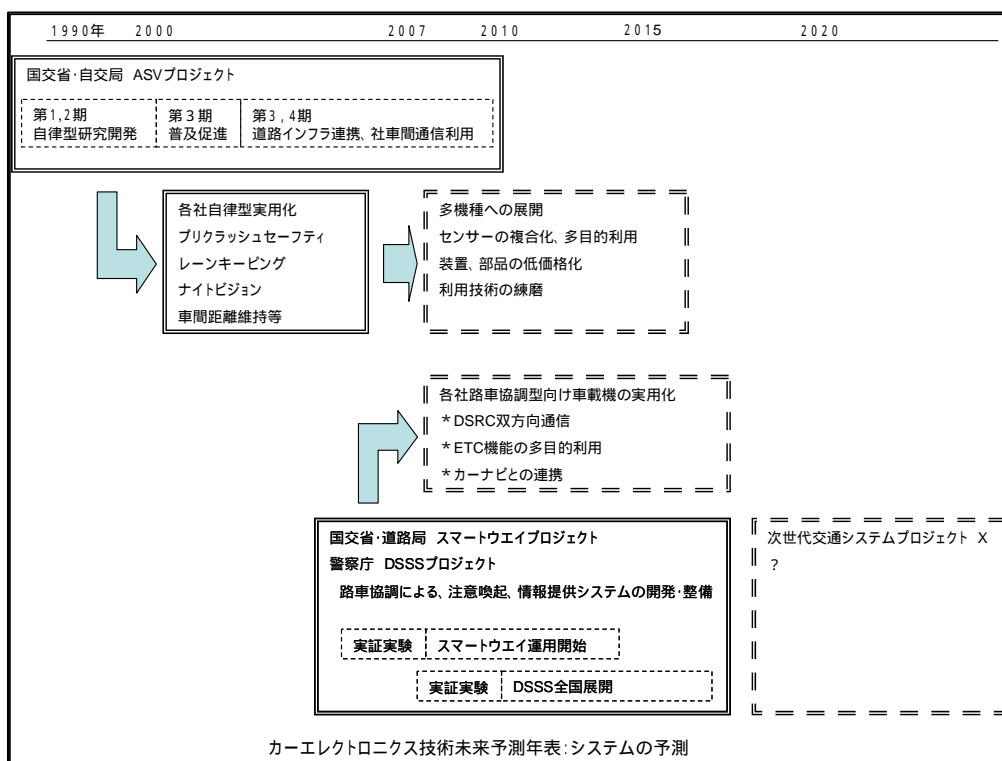 1990年 2000 2007 2010 2015 2020
国交省・自交局 ASVプロジェクト
第1,2期
自律型研究開発
第3期
普及促進
第3,4期
道路インフラ連携、社車間通信利用
各社自律型実用化
プリクラッシュセーフティ
レーンキーピング
ナイトビジョン
車間距離維持等
多機種への展開
センサーの複合化、多目的利用
装置、部品の低価格化
利用技術の練磨
各社路車協調型向け車載機の実用化
*DSRC双方向通信
*ETC機能の多目的利用
*カーナビとの連携
国交省・道路局 スマートウエイプロジェクト
警察庁 DSSSプロジェクト
路車協調による、注意喚起、情報提供システムの開発・整備
実証実験 スマートウエイ運用開始
実証実験 DSSS全国展開
次世代交通システムプロジェクト X
?
カーエレクトロニクス技術未来予測年表:システムの予測